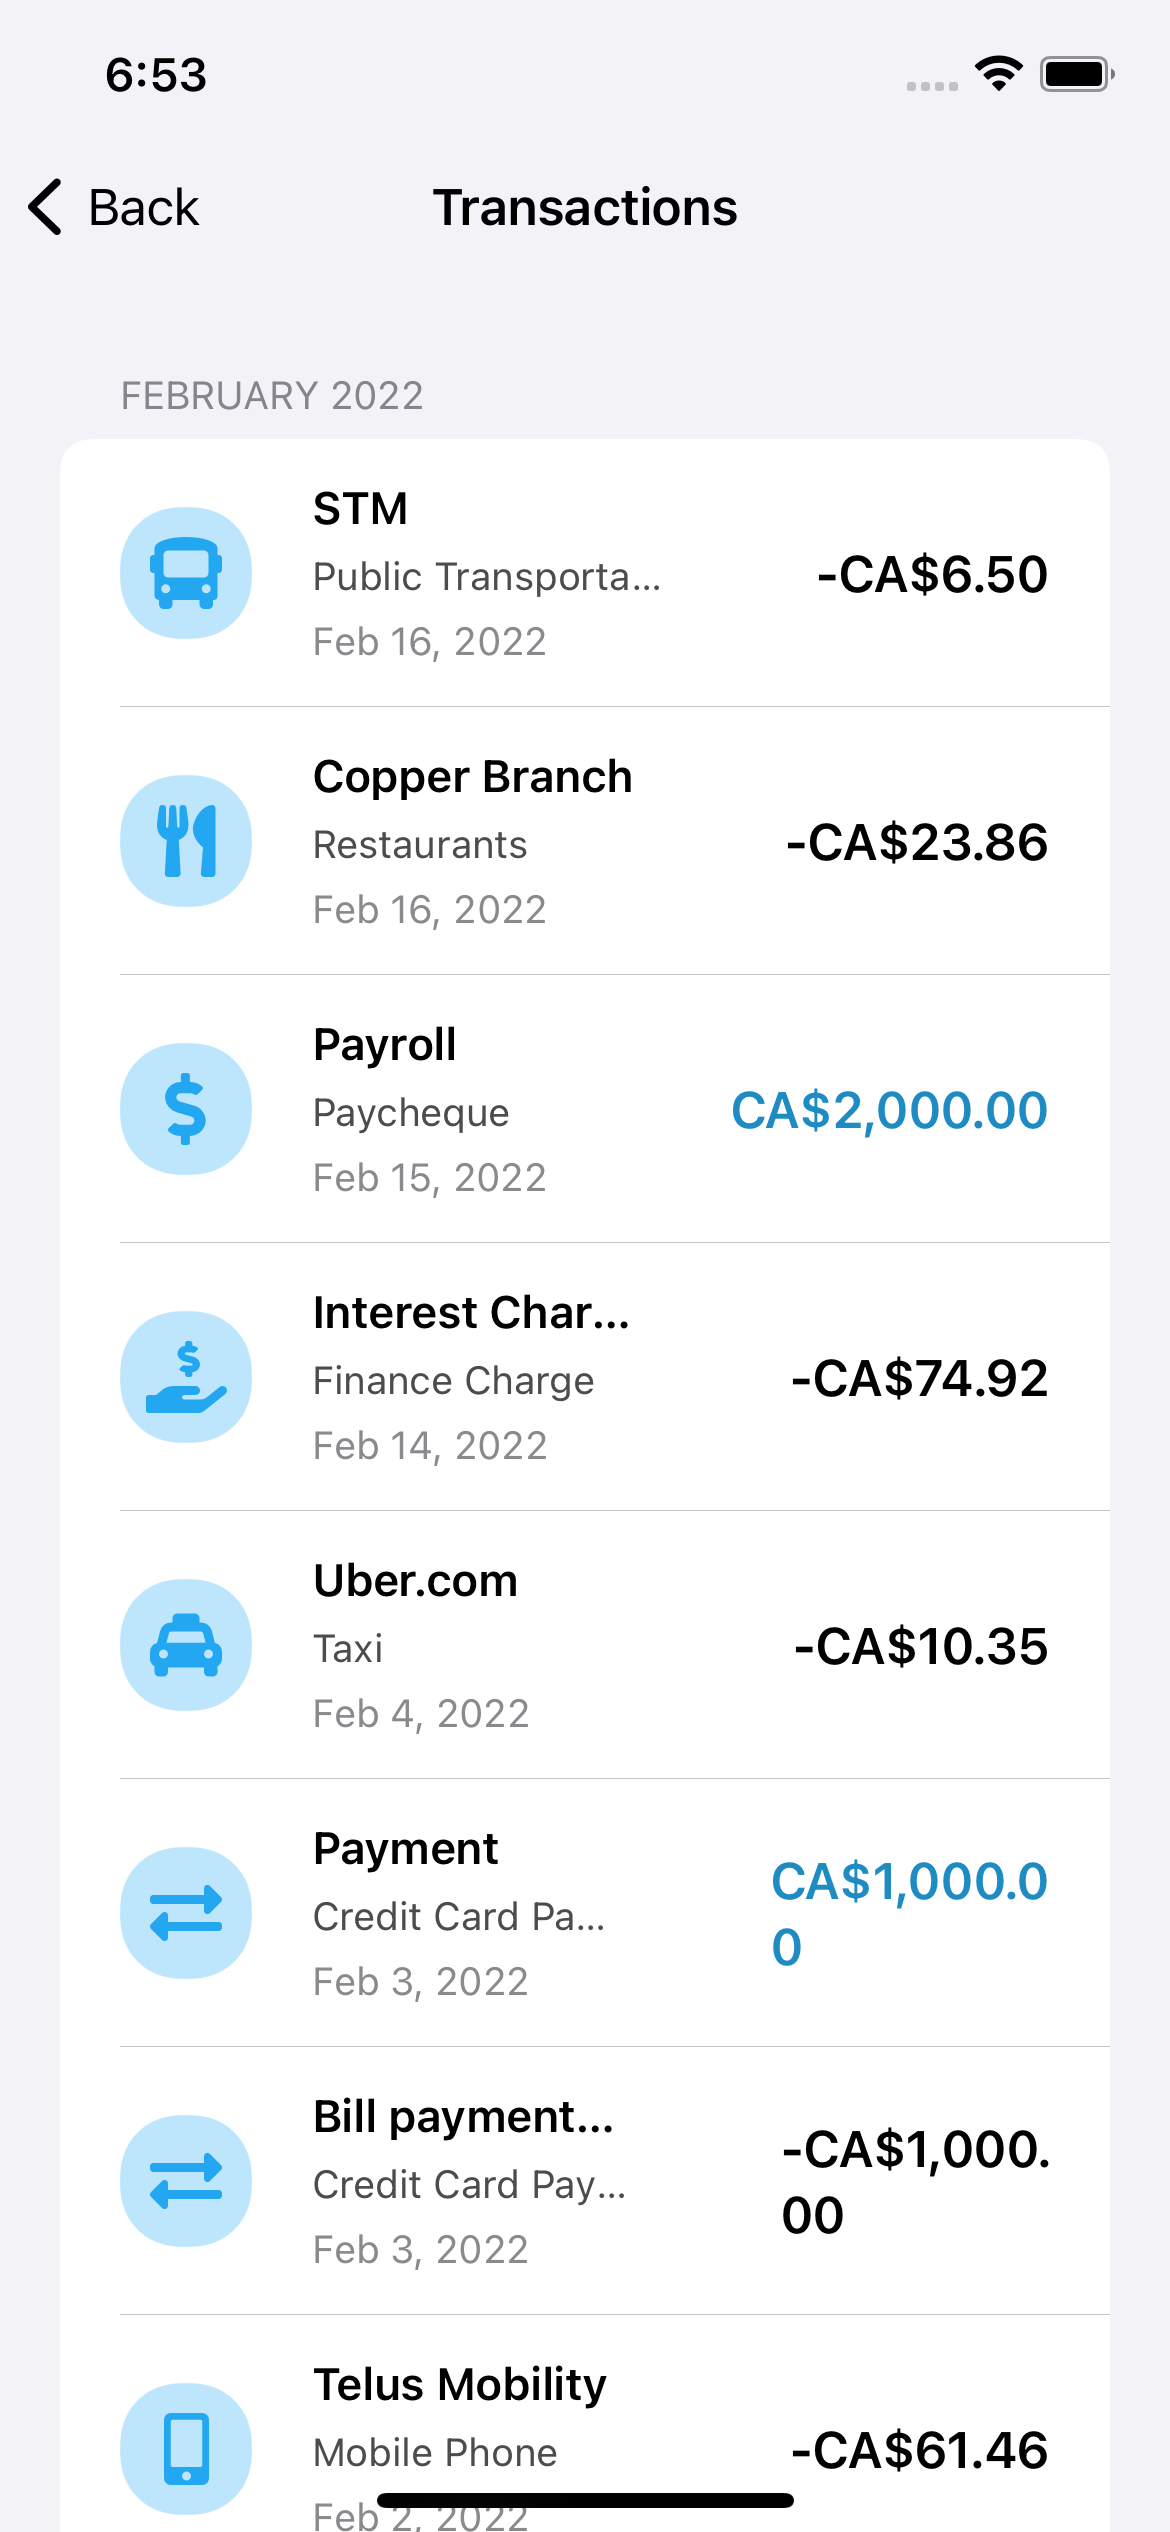 6:53
Back
Transactions
FEBRUARY 2022
STM
Public Transporta...
-CA$6.50
Feb 16, 2022
Copper Branch
Restaurants
-CA$23.86
Feb 16, 2022
Payroll
Paycheque
CA$2,000.00
Feb 15, 2022
Interest Char...
Finance Charge
-CA$74.92
Feb 14, 2022
Uber.com
Taxi
-CA$10.35
Feb 4, 2022
Payment
Credit Card Pa...
CA$1,000.0
0
Feb 3, 2022
Bill payment...
Credit Card Pay...
-CA$1,000.
00
Feb 3, 2022
Telus Mobility
Mobile Phone
-CA$61.46
Feb 2, 2022